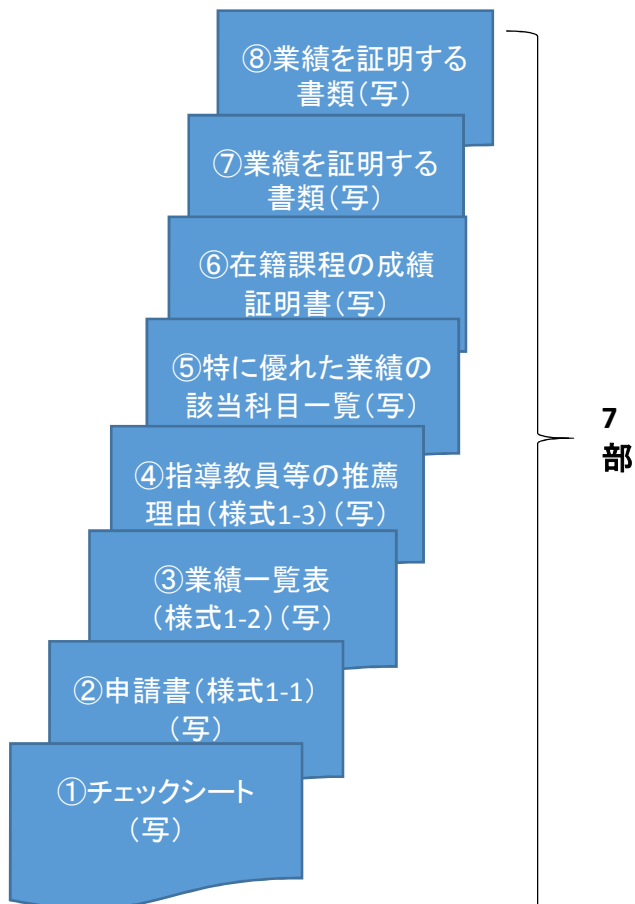 ⑧業績を証明する
書類(写)
⑦業績を証明する
書類(写)
⑥在籍課程の成績
証明書(写)
⑤特に優れた業績の
該当科目一覧(写)
④指導教員等の推薦
理由(様式1-3)(写)
③業績一覧表
(様式1-2)(写)
②申請書(様式1-1)
(写)
①チェックシート
(写)
7
部